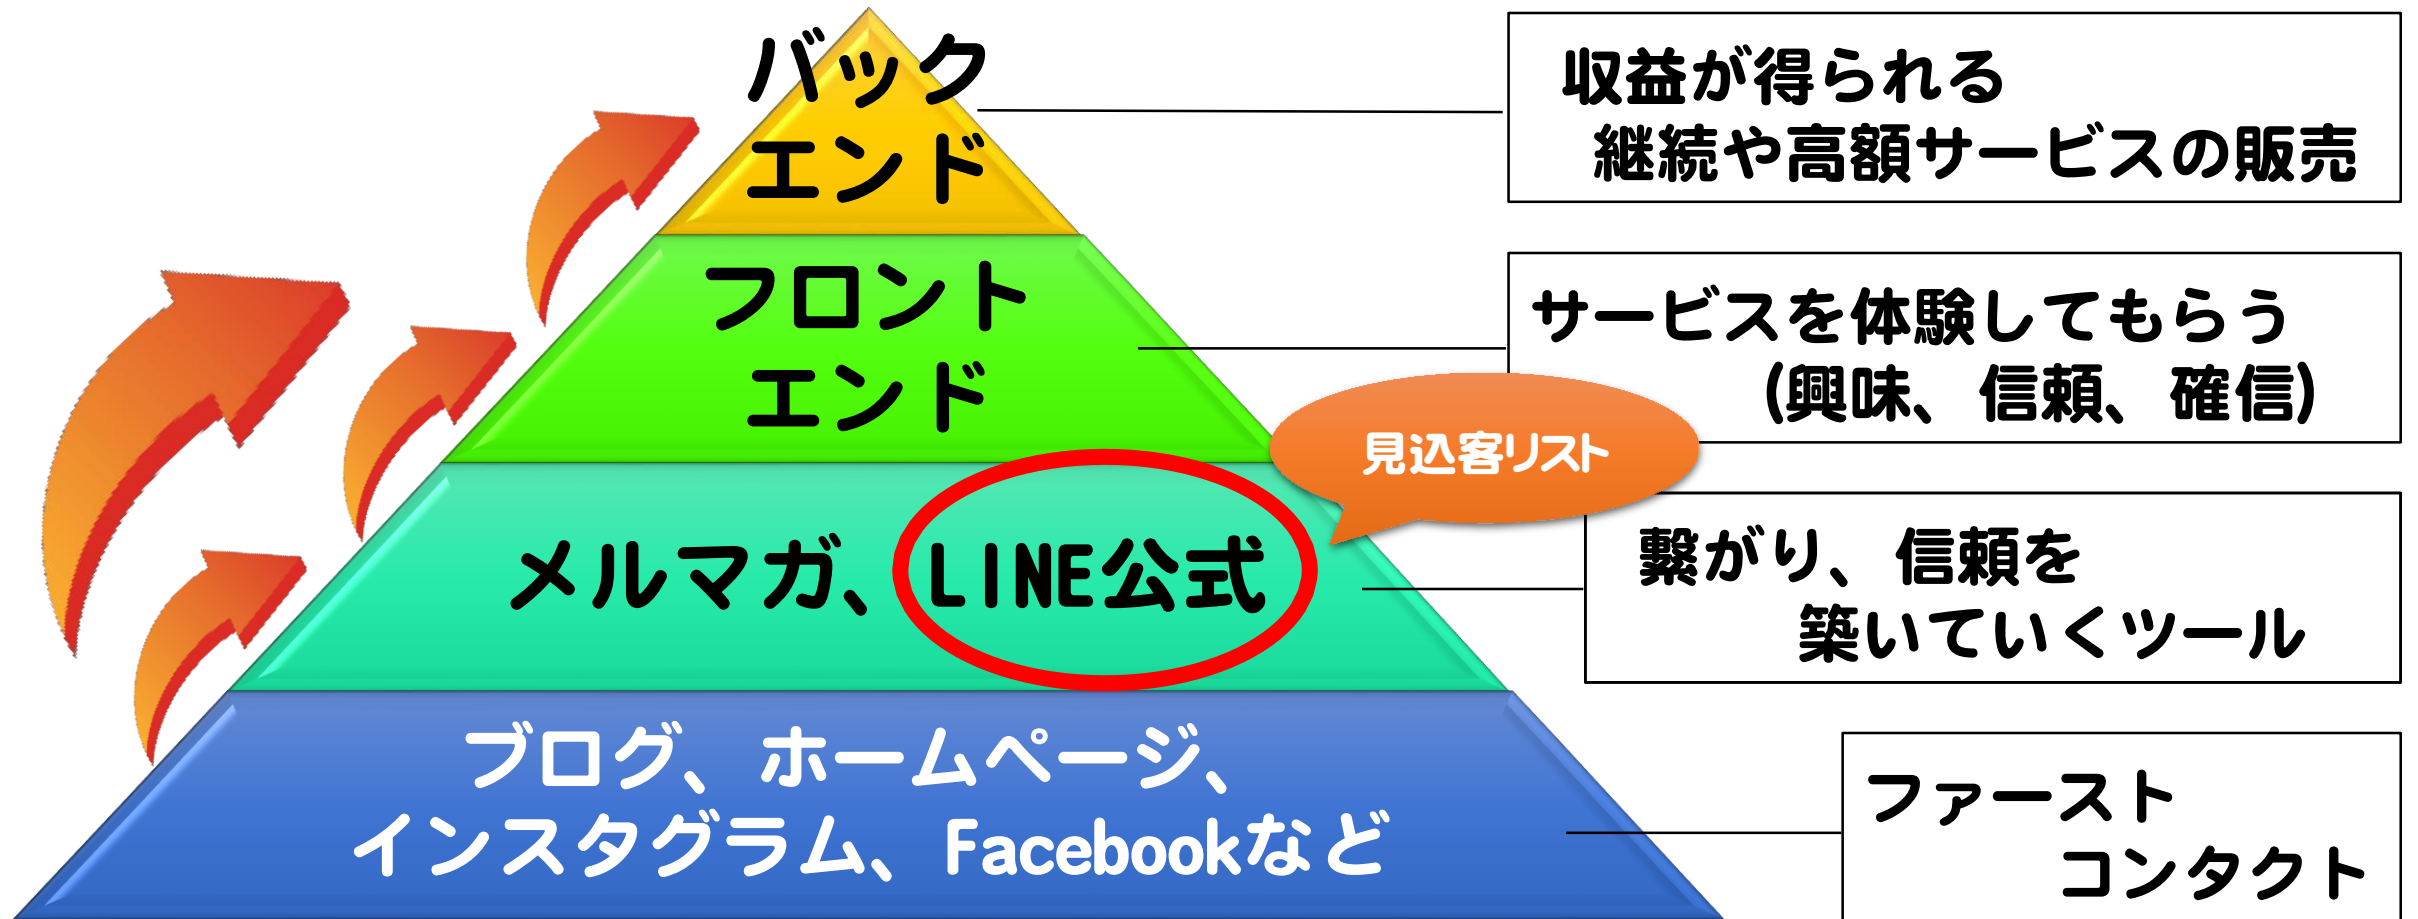 バック
エンド
収益が得られる
継続や高額サービスの販売
フロント
エンド
サービスを体験してもらう
(興味、信頼、確信)
見込客リスト
メルマガ、LINE公式
繋がり、信頼を
築いていくツール
ブログ、ホームページ、
インスタグラム、Facebookなど
ファースト
コンタクト